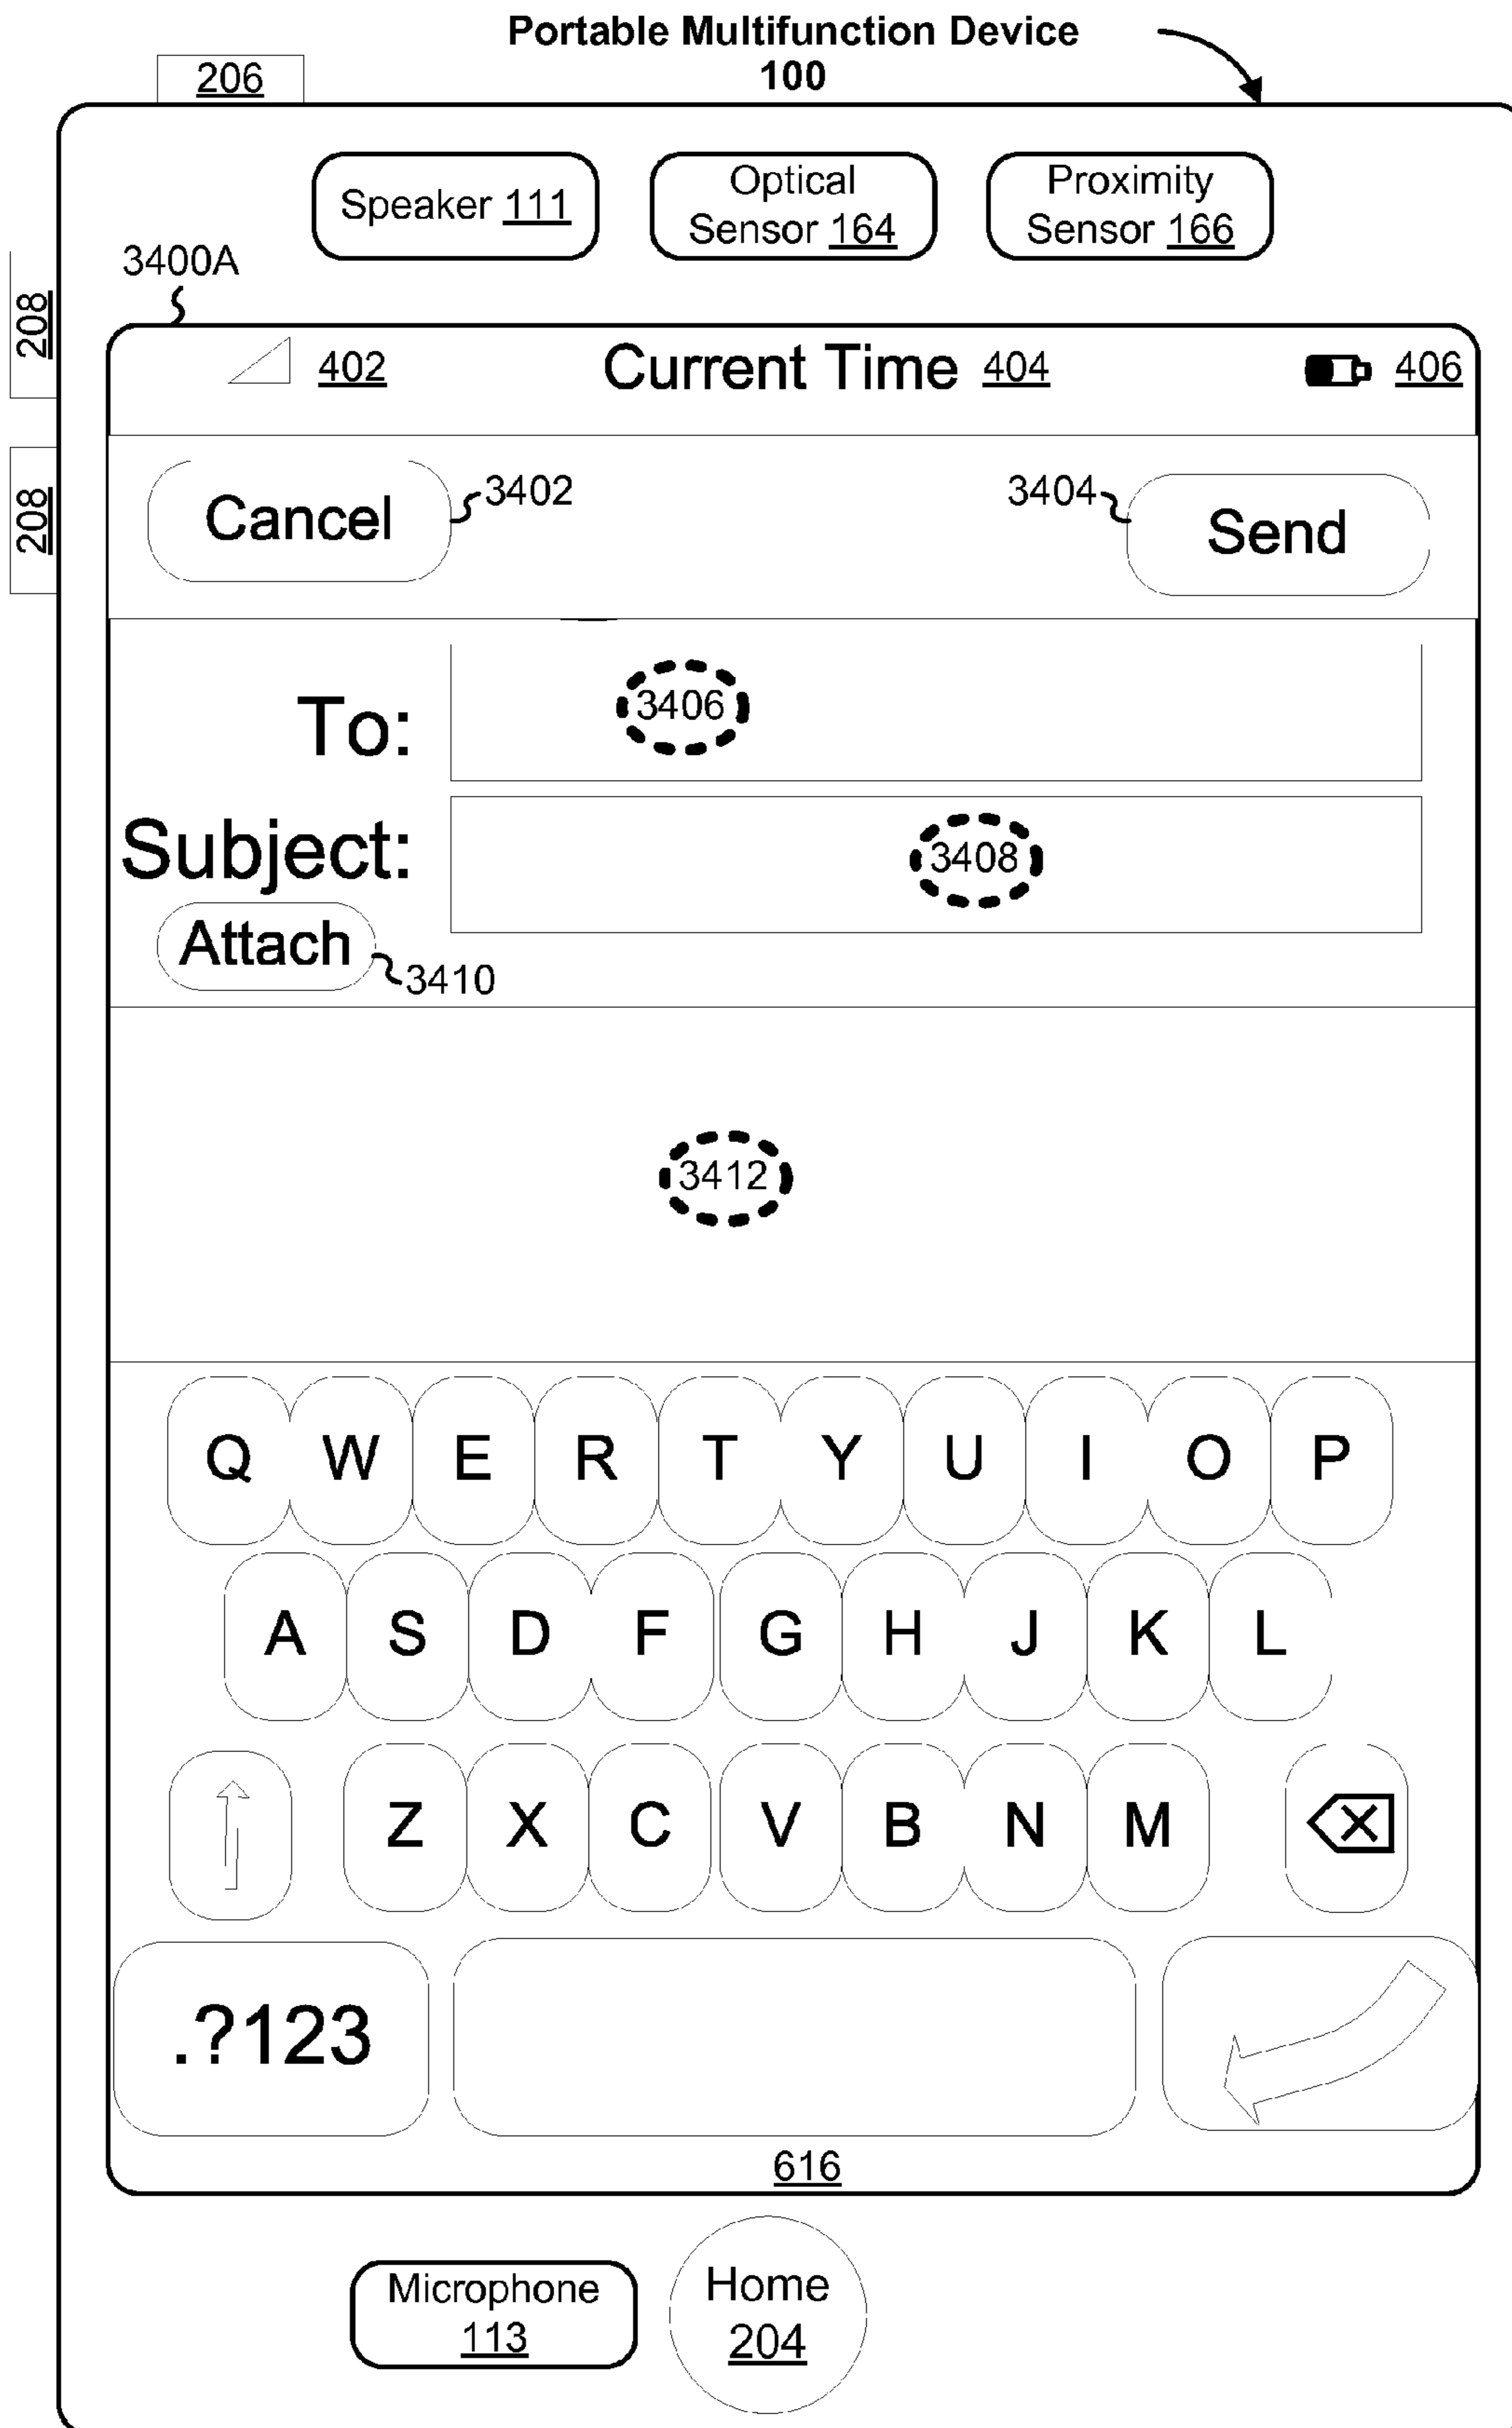 Portable Multifunction Device
100
206
Speaker 111
Optical
Sensor 164
Proximity
Sensor 166
3400A
208
208
402
Current Time 404
406
Cancel
3402
3404
Send
To:
3406
Subject:
3408
Attach
3410
3412
Q W E R T Y U I O P
A S D F G H J K L
Z X C V B N M
.?123
616
Microphone
113
Home
204